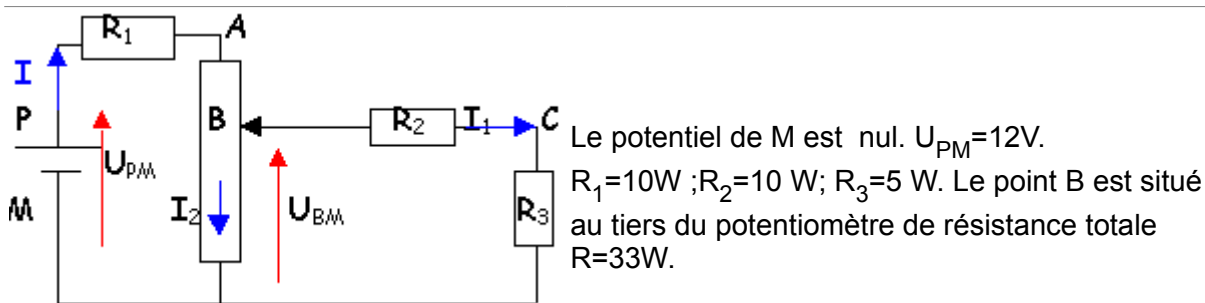 R1 A
I
P B R2 I1 C
UPM
M I2 UBM R3
Le potentiel de M est nul. UPM=12V.
R1=10W ;R2=10 W; R3=5 W. Le point B est situé
au tiers du potentiomètre de résistance totale
R=33W.